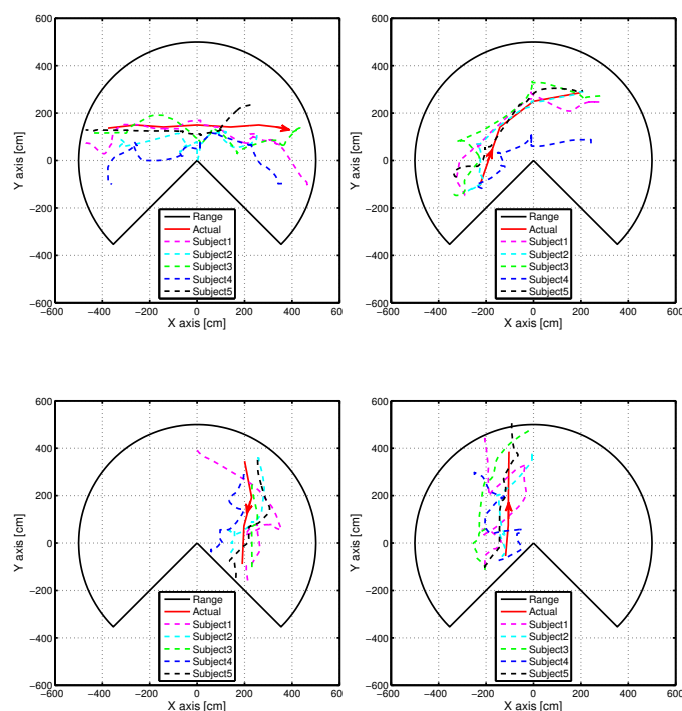 600
400
200
0
−200
−400
−600
Y axis [cm]
−600 −400 −200 0 200 400 600
X axis [cm]
Range
Actual
Subject1
Subject2
Subject3
Subject4
Subject5
600
400
200
0
−200
−400
−600
Y axis [cm]
−600 −400 −200 0 200 400 600
X axis [cm]
Range
Actual
Subject1
Subject2
Subject3
Subject4
Subject5
600
400
200
0
−200
−400
−600
Y axis [cm]
−600 −400 −200 0 200 400 600
X axis [cm]
Range
Actual
Subject1
Subject2
Subject3
Subject4
Subject5
600
400
200
0
−200
−400
−600
Y axis [cm]
−600 −400 −200 0 200 400 600
X axis [cm]
Range
Actual
Subject1
Subject2
Subject3
Subject4
Subject5